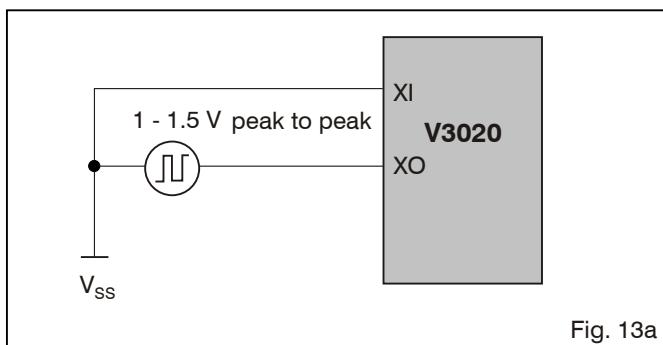 XI
1 - 1.5 V peak to peak
V3020
XO
VSS
Fig. 13a